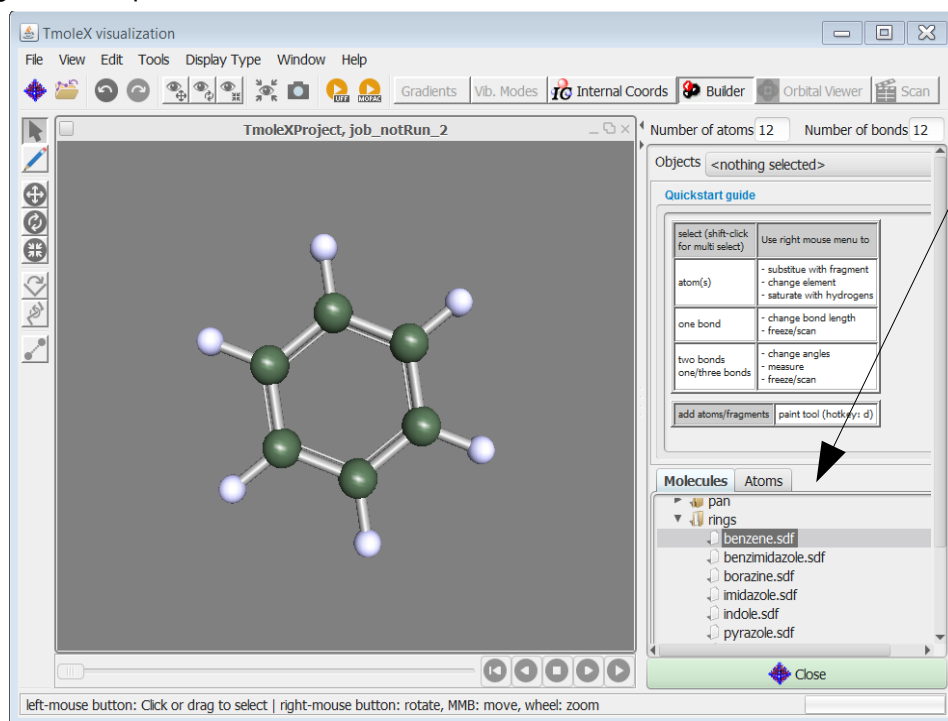 TmoleX visualization
File View Edit Tools Display Type Window Help
UFF MOPAC Gradients Vib. Modes IC Internal Coords Builder Orbital Viewer Scan
TmoleXProject, job_notRun_2
Number of atoms 12 Number of bonds 12
Objects <nothing selected>
Quickstart guide
select (shift-click
for multi select)
Use right mouse menu to
atom(s)
- substitue with fragment
- change element
- saturate with hydrogens
one bond
- change bond length
- freeze/scan
two bonds
one/three bonds
- change angles
- measure
- freeze/scan
add atoms/fragments paint tool (hotkey: d)
Molecules Atoms
pan
rings
benzene.sdf
benzimidazole.sdf
borazine.sdf
imidazole.sdf
indole.sdf
pyrazole.sdf
Close
left-mouse button: Click or drag to select | right-mouse button: rotate, MMB: move, wheel: zoom